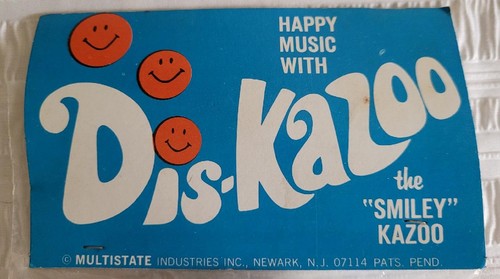 HAPPY
MUSIC
WITH
Dis-Kazoo
the
"SMILEY"
KAZOO
© MULTISTATE INDUSTRIES INC., NEWARK, N.J. 07114 PATS. PEND.